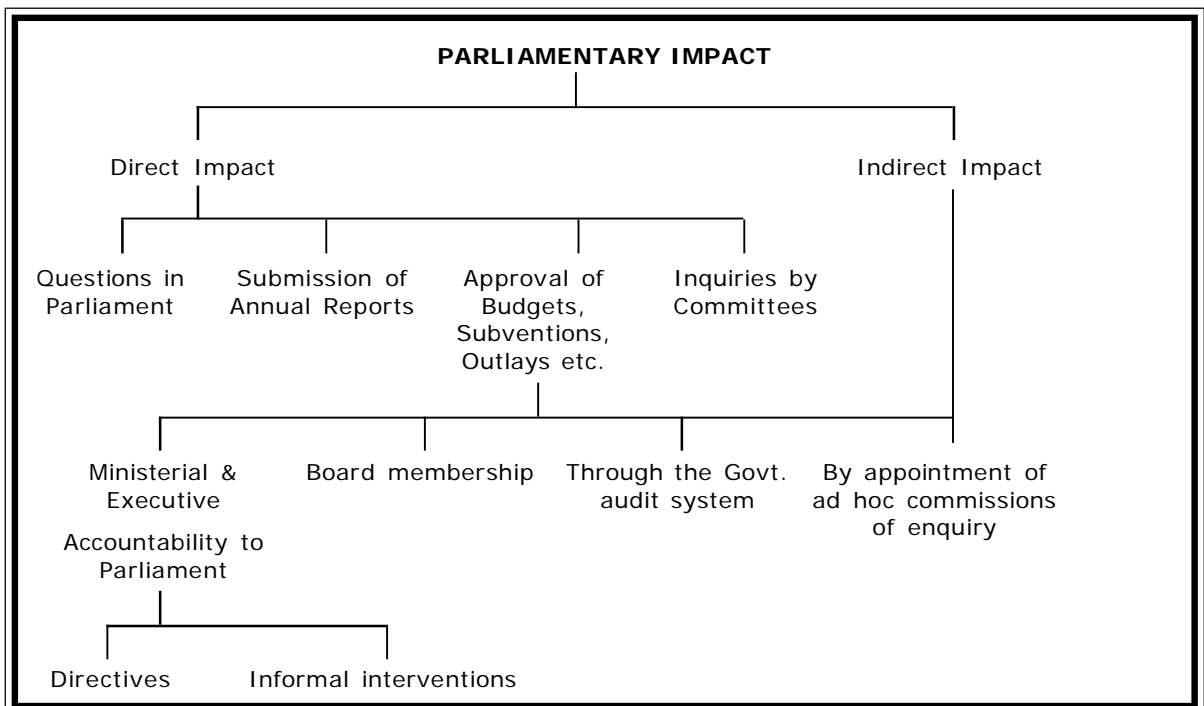 PARLIAMENTARY IMPACT
Direct Impact
Indirect Impact
Questions in
Parliament
Submission of
Annual Reports
Approval of
Budgets,
Subventions,
Outlays etc.
Inquiries by
Committees
Ministerial &
Executive
Accountability to
Parliament
Board membership
Through the Govt.
audit system
By appointment of
ad hoc commissions
of enquiry
Directives
Informal interventions